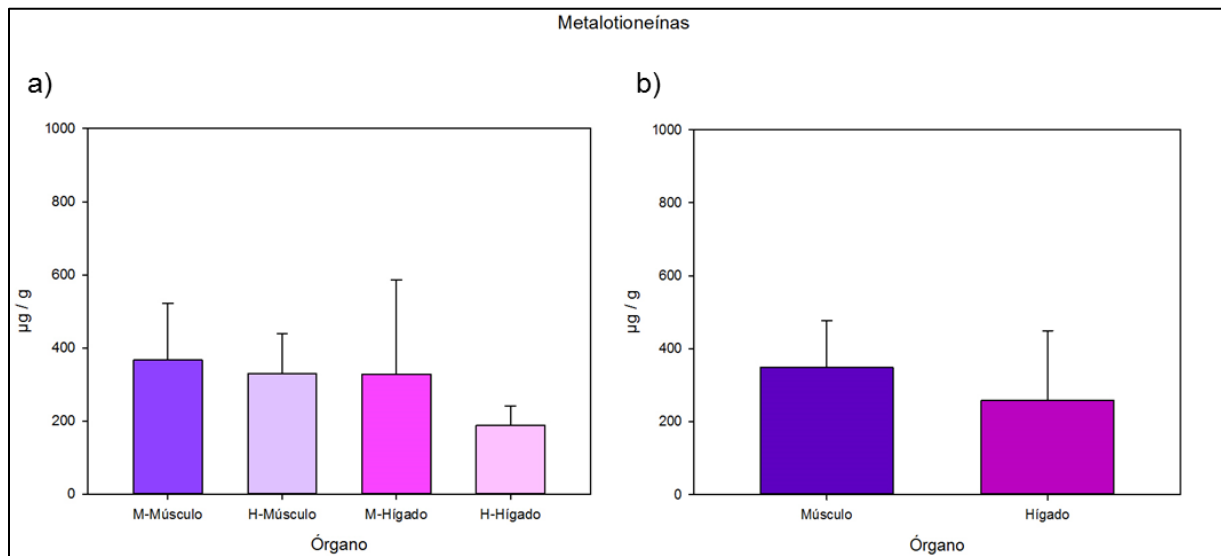 Metalotioneínas
a)
1000
800
600
400
200
0
µg / g
M-Músculo
H-Músculo
M-Hígado
H-Hígado
Órgano
b)
1000
800
600
400
200
0
µg / g
Músculo
Hígado
Órgano